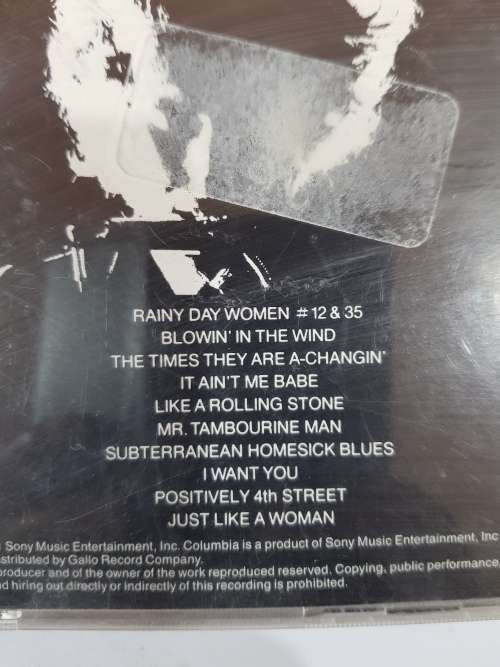 RAINY DAY WOMEN # 12 & 35
BLOWIN' IN THE WIND
THE TIMES THEY ARE A-CHANGIN'
IT AIN'T ME BABE
LIKE A ROLLING STONE
MR. TAMBOURINE MAN
SUBTERRANEAN HOMESICK BLUES
I WANT YOU
POSITIVELY 4th STREET
JUST LIKE A WOMAN
Sony Music Entertainment, Inc. Columbia is a product of Sony Music Entertainment, Inc
stributed by Gallo Record Company.
producer and of the owner of the work reproduced reserved. Copying, public performance,
d hiring out directly or indirectly of this recording is prohibited.